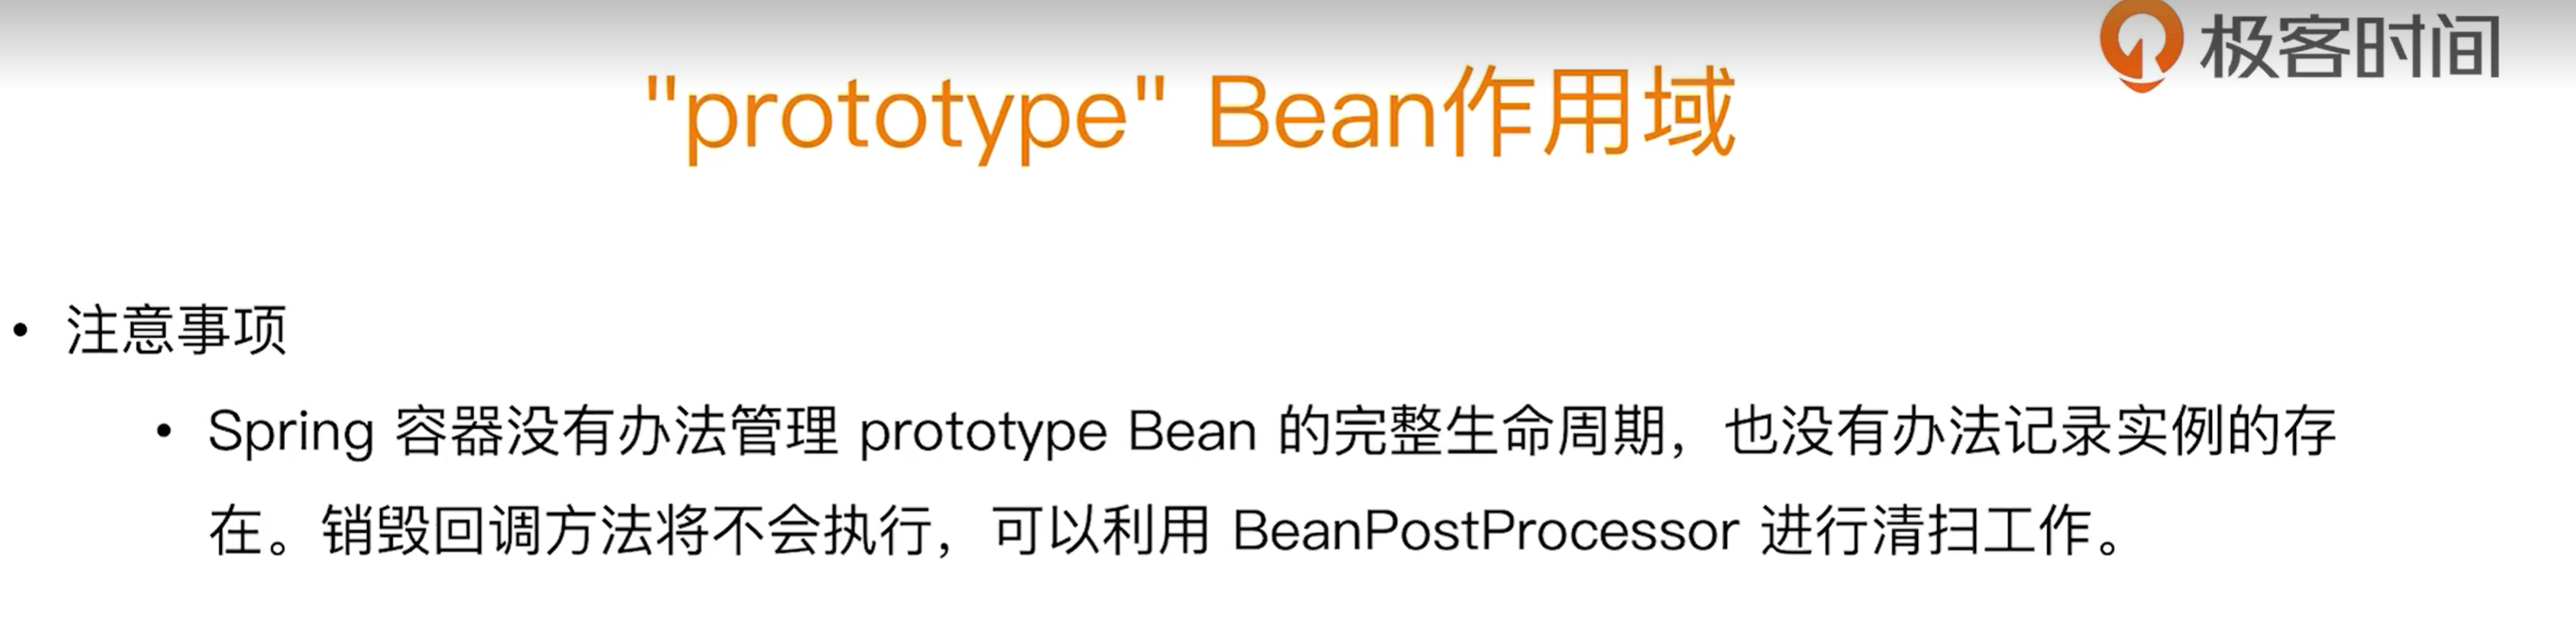 极客时间
"prototype" Bean作用域
• 注意事项
• Spring 容器没有办法管理 prototype Bean 的完整生命周期，也没有办法记录实例的存
在。销毁回调方法将不会执行，可以利用 BeanPostProcessor 进行清扫工作。